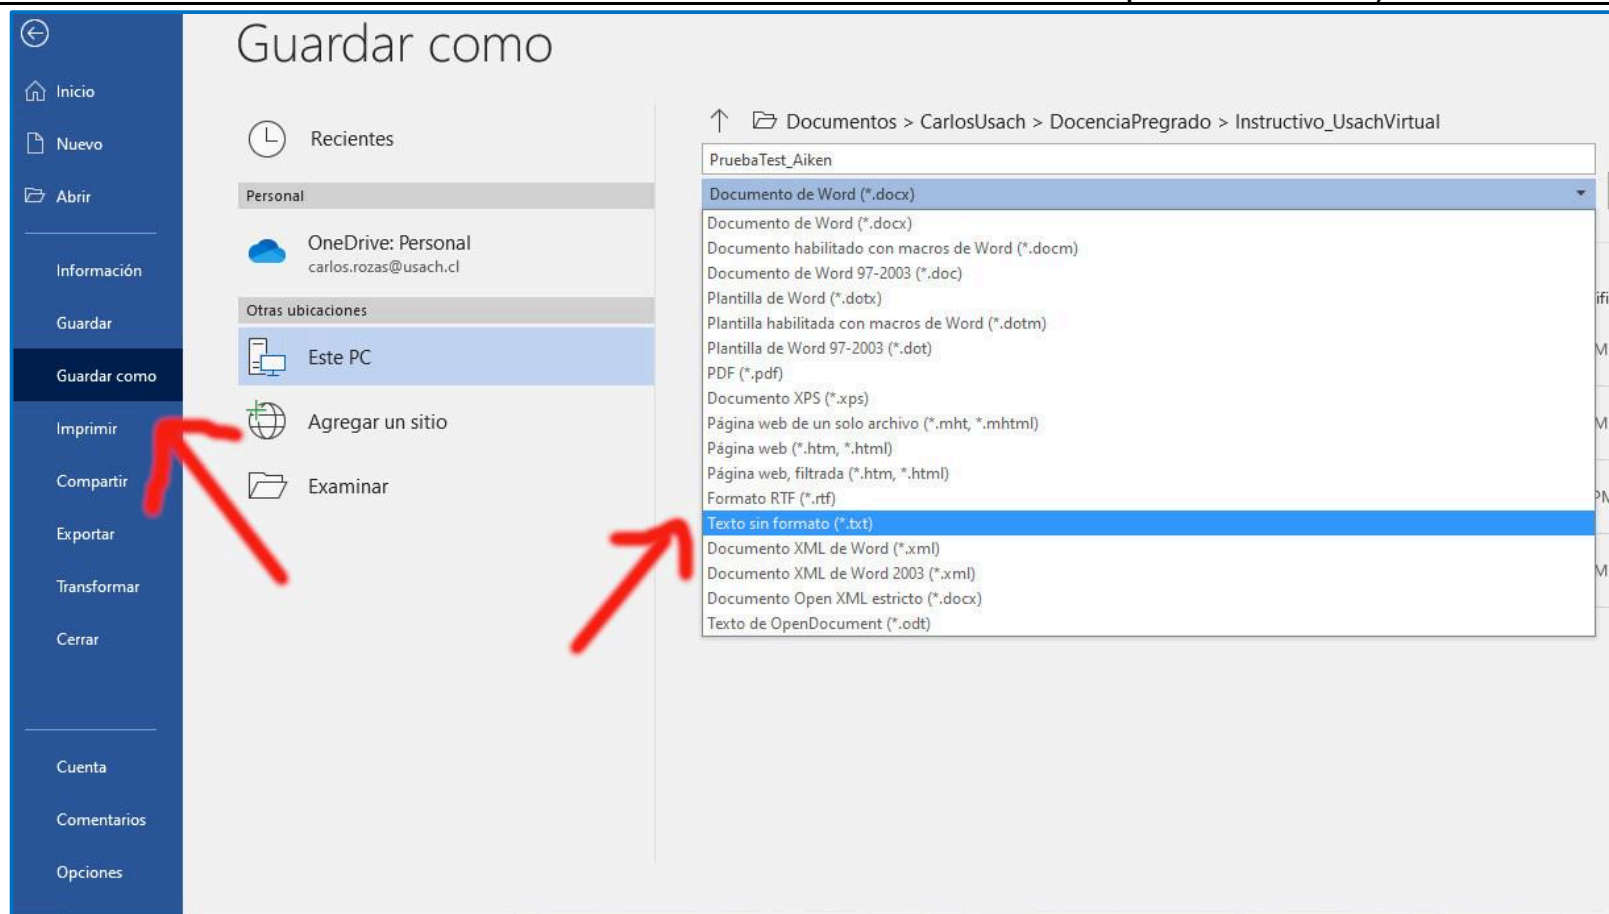 Guardar como
Inicio
Nuevo
Abrir
Información
Guardar
Guardar como
Imprimir
Compartir
Exportar
Transformar
Cerrar
Cuenta
Comentarios
Opciones
Recientes
Personal
OneDrive: Personal
carlos.rozas@usach.cl
Otras ubicaciones
Este PC
Agregar un sitio
Examinar
Documentos > CarlosUsach > DocenciaPregrado > Instructivo_UsachVirtual
PruebaTest_Aiken
Documento de Word (*.docx)
Documento de Word (*.docx)
Documento habilitado con macros de Word (*.docm)
Documento de Word 97-2003 (*.doc)
Plantilla de Word (*.dotx)
Plantilla habilitada con macros de Word (*.dotm)
Plantilla de Word 97-2003 (*.dot)
PDF (*.pdf)
Documento XPS (*.xps)
Página web de un solo archivo (*.mht, *.mhtml)
Página web (*.htm, *.html)
Página web, filtrada (*.htm, *.html)
Formato RTF (*.rtf)
Texto sin formato (*.txt)
Documento XML de Word (*.xml)
Documento XML de Word 2003 (*.xml)
Documento Open XML estricto (*.docx)
Texto de OpenDocument (*.odt)